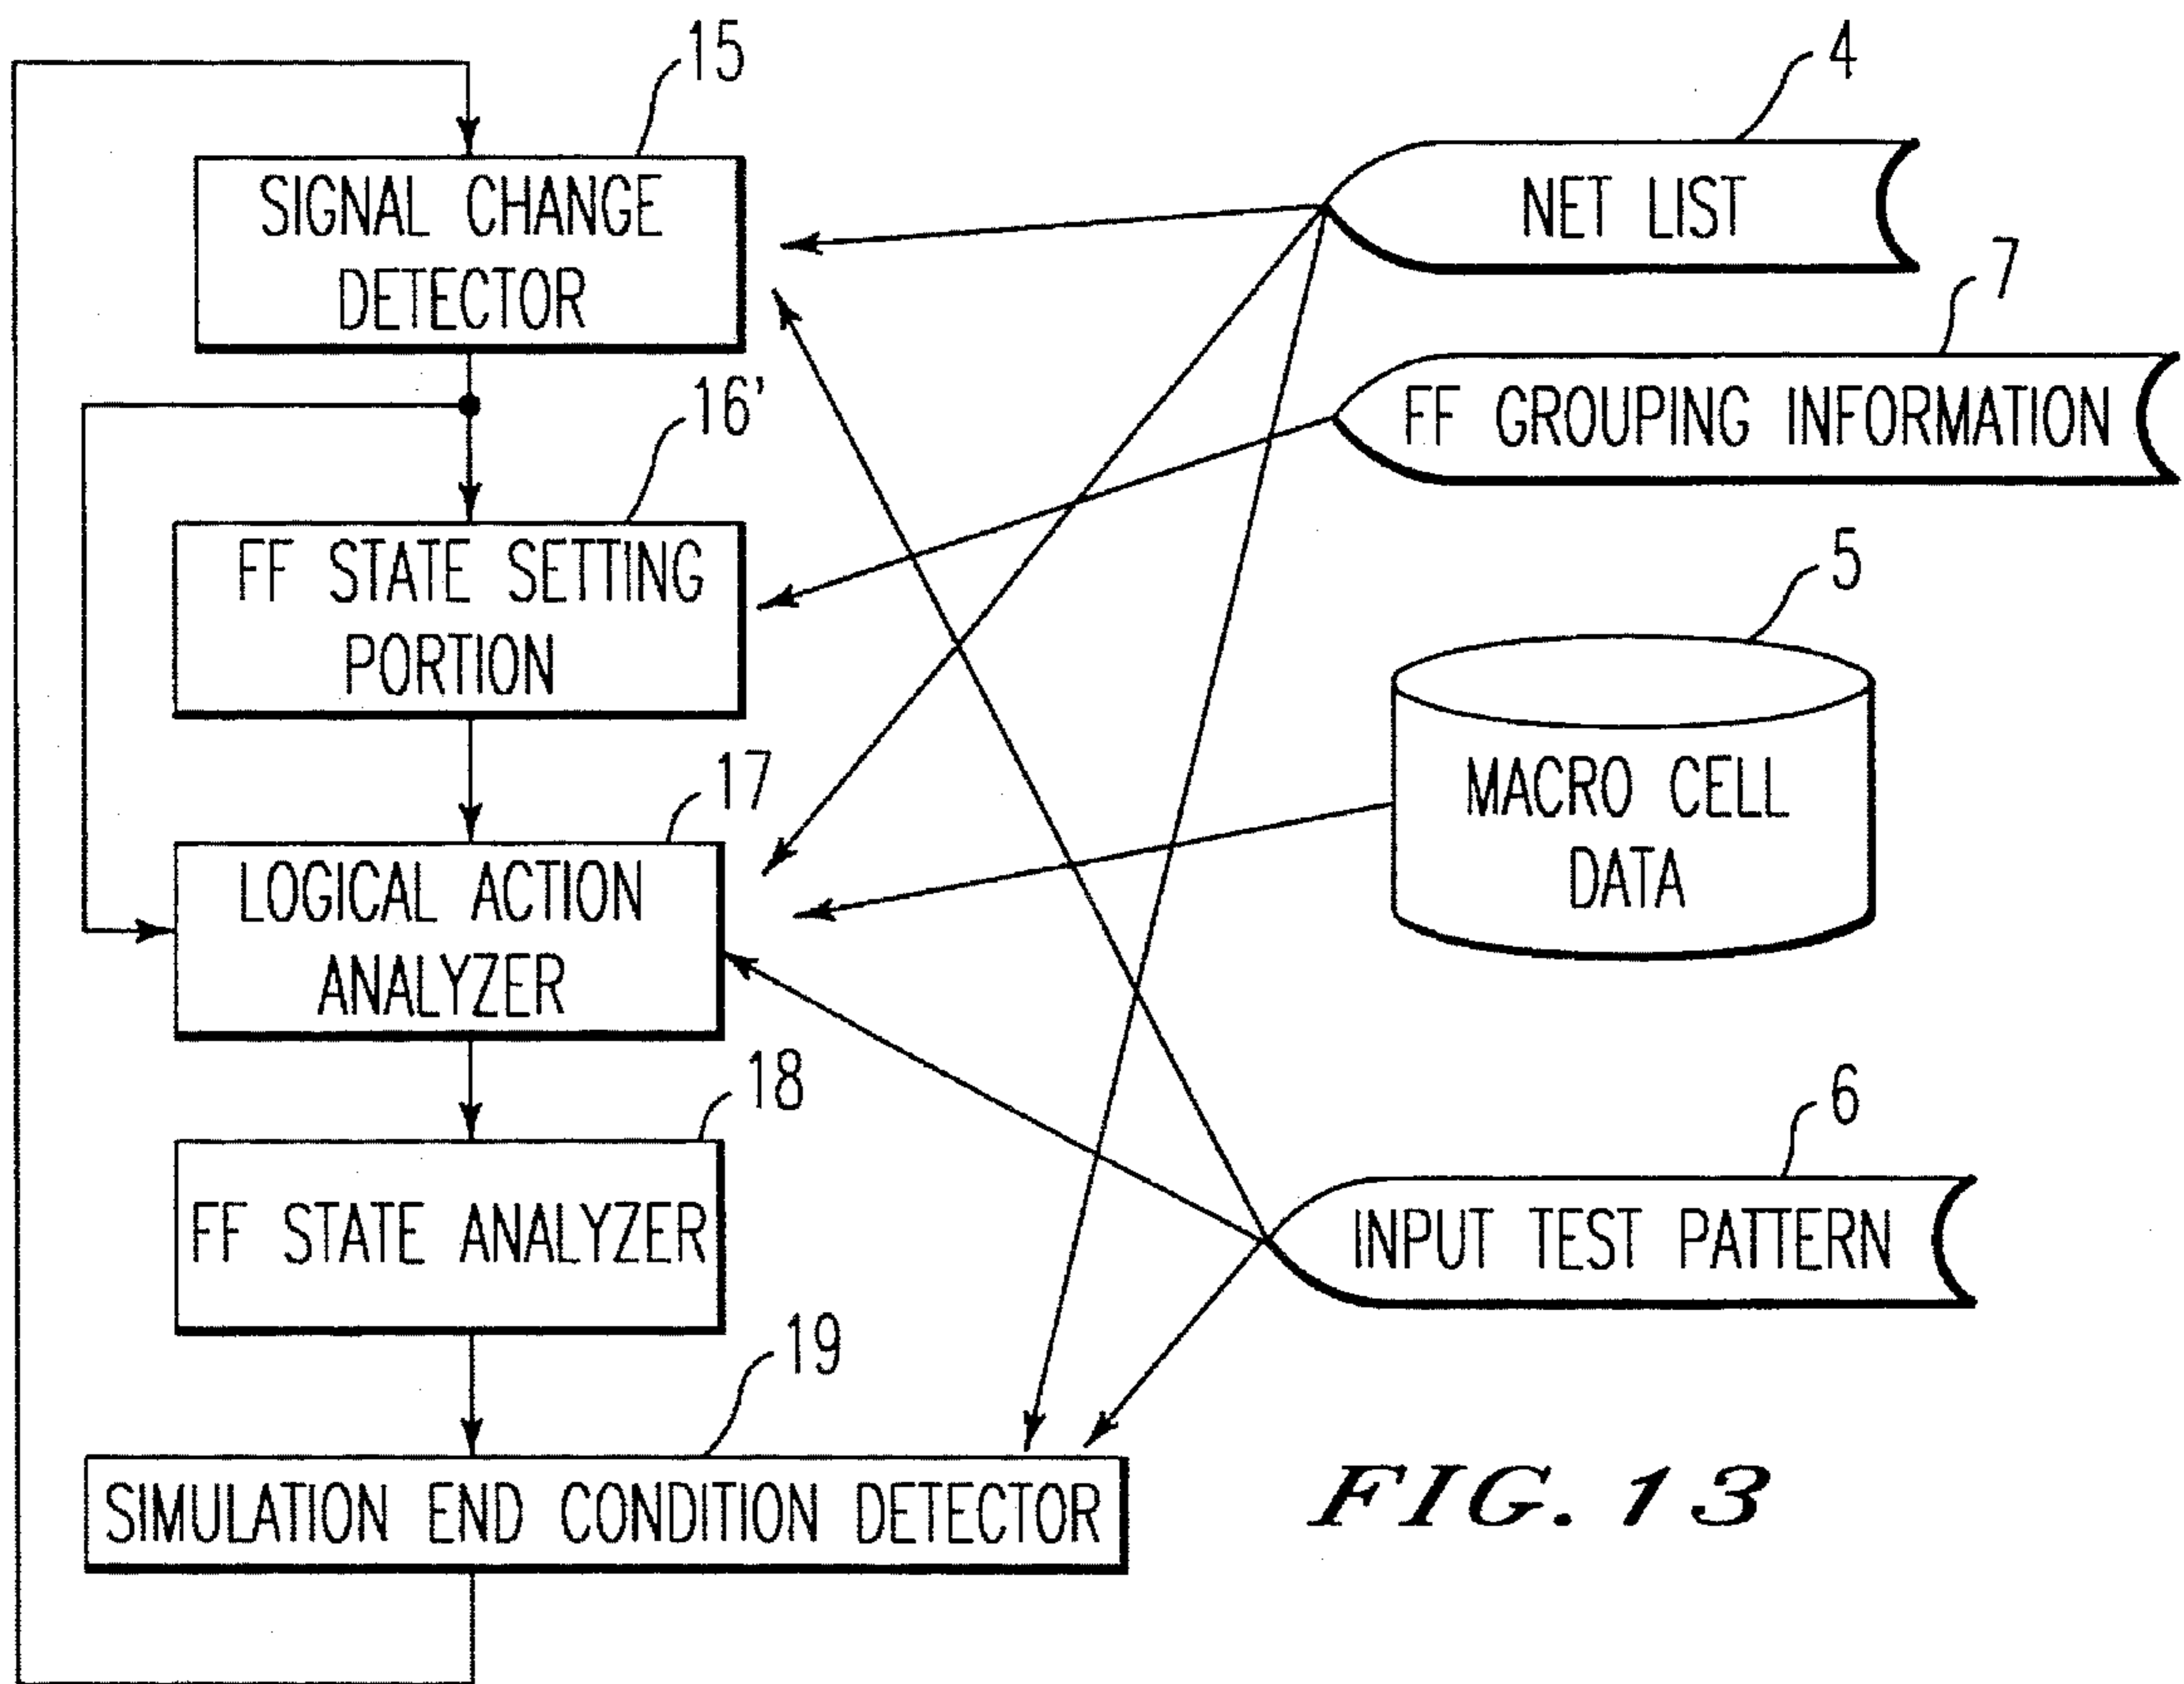 15
SIGNAL CHANGE
DETECTOR
16'
FF STATE SETTING
PORTION
17
LOGICAL ACTION
ANALYZER
18
FF STATE ANALYZER
19
SIMULATION END CONDITION DETECTOR
4
NET LIST
7
FF GROUPING INFORMATION
5
MACRO CELL
DATA
6
INPUT TEST PATTERN
FIG. 13